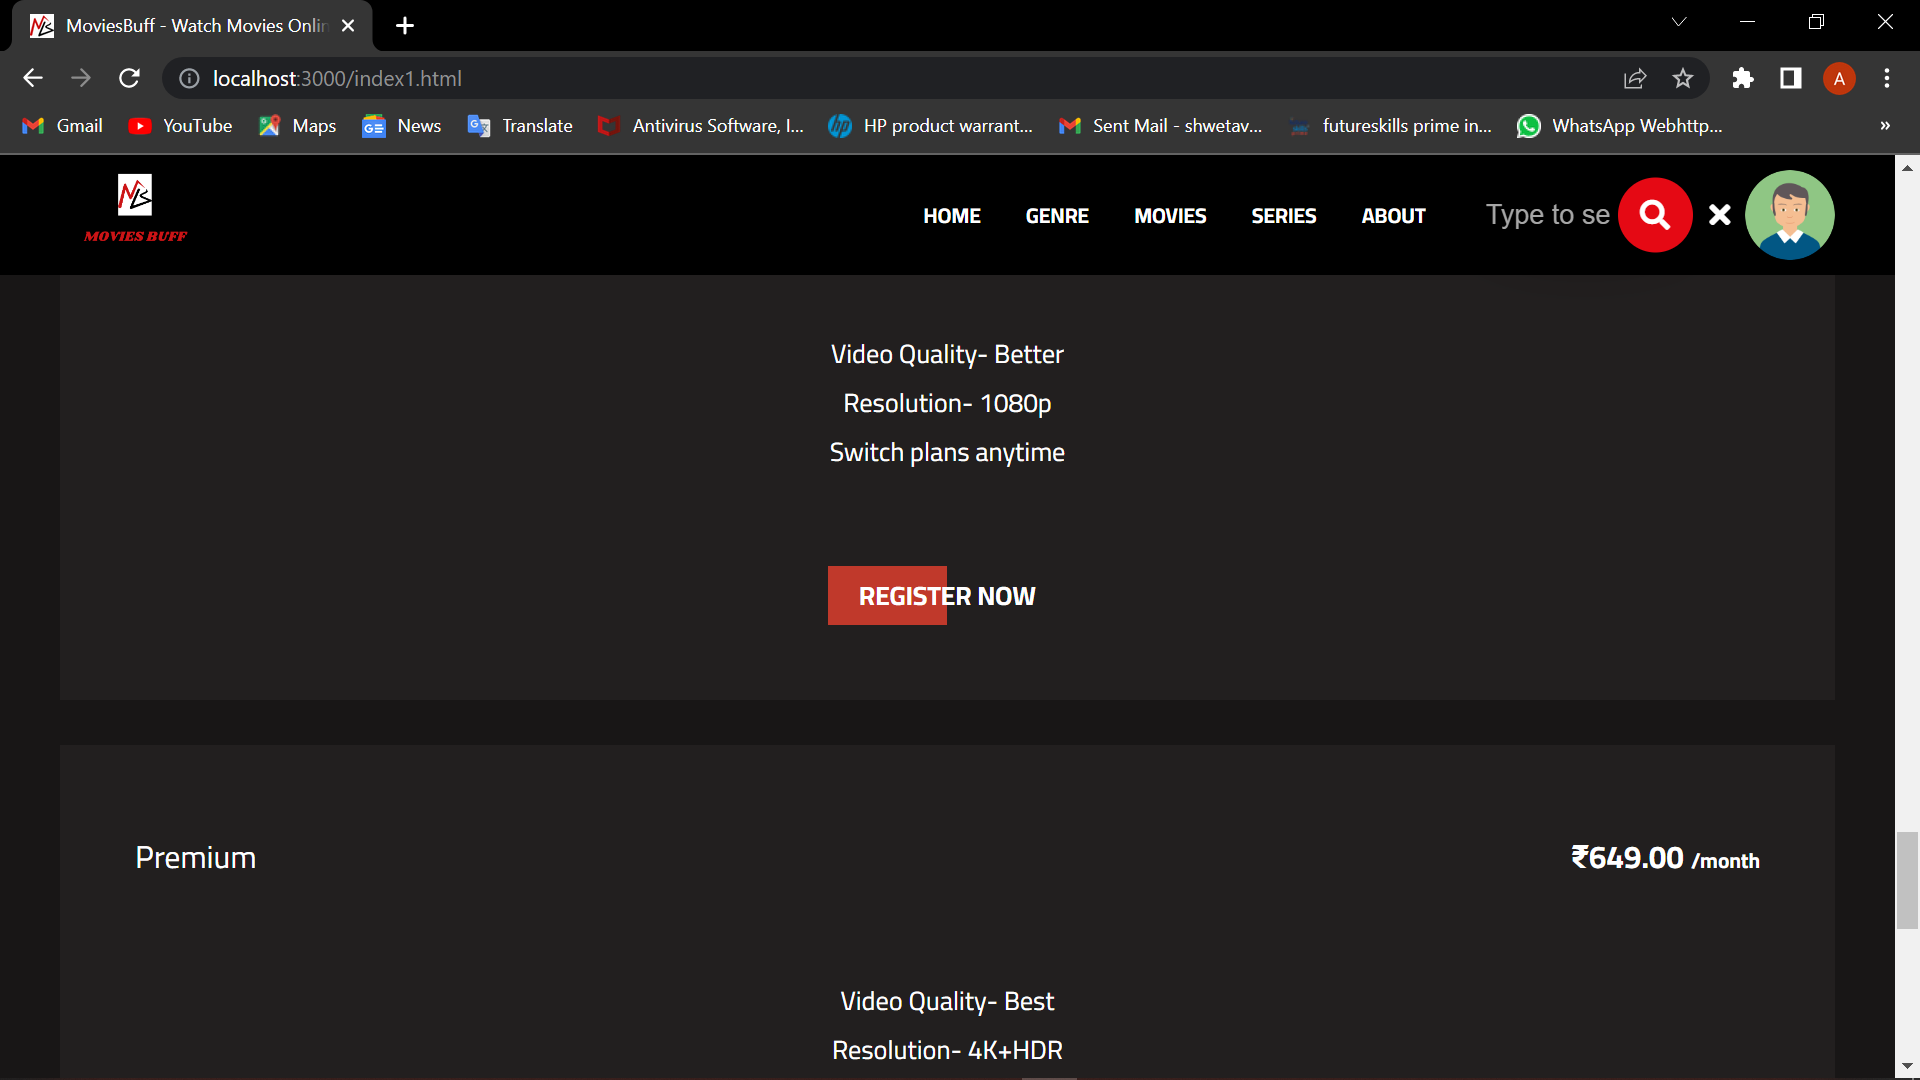 MoviesBuff - Watch Movies Onlin
localhost:3000/index1.html
A
Gmail YouTube Maps News Translate Antivirus Software, I... HP product warrant... Sent Mail - shwetav... futureskills prime in... WhatsApp Webhttp... »
MOVIES BUFF
HOME GENRE MOVIES SERIES ABOUT Type to se
Video Quality- Better
Resolution- 1080p
Switch plans anytime
REGISTER NOW
Premium ₹649.00 /month
Video Quality- Best
Resolution- 4K+HDR